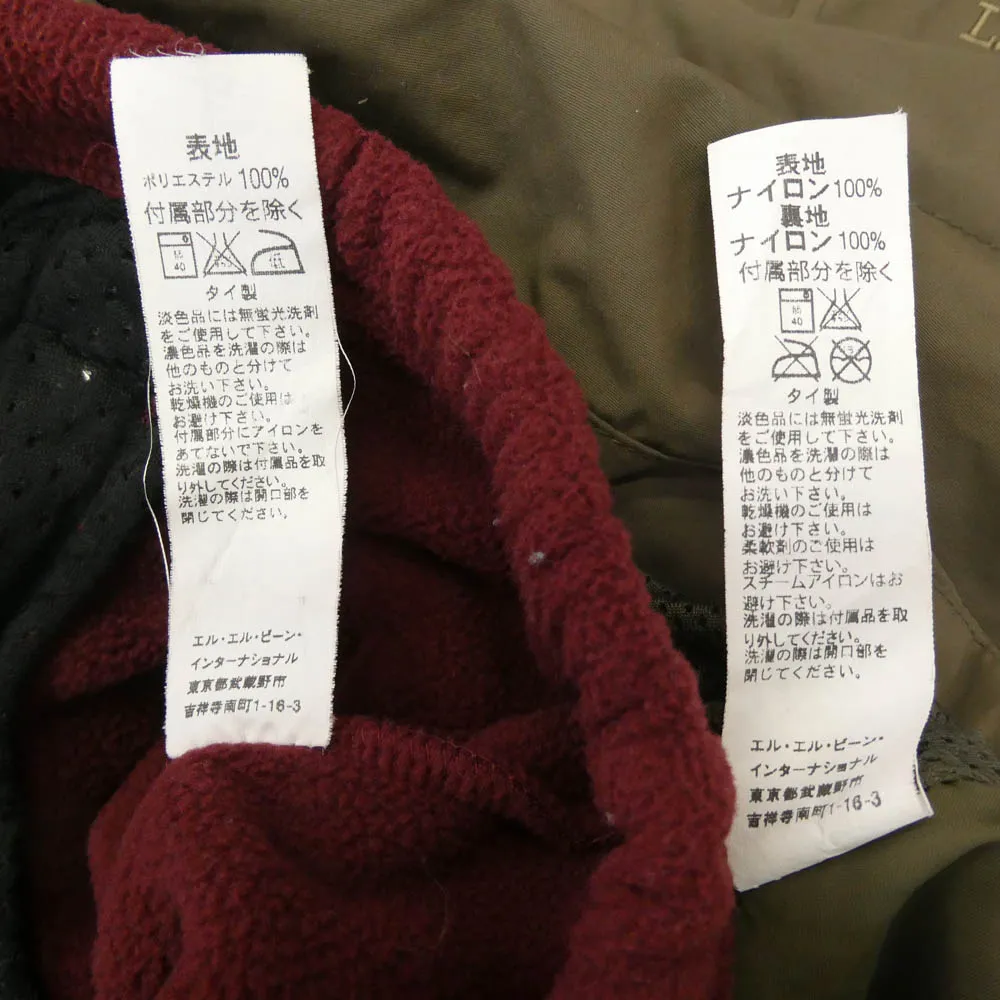 表地
ポリエステル 100%
付属部分を除く
40
タイ製
淡色品には無蛍光洗剤
をご使用して下さい。
濃色品を洗濯の際は
他のものと分けて
お洗い下さい。
乾燥機のご使用は
お避け下さい。
付属部分にアイロンを
あてないで下さい。
洗濯の際は付属品を取
り外してください。
洗濯の際は開口部を
閉じてください。
エル・エル・ビーン・
インターナショナル
東京都武蔵野市
吉祥寺南町1-16-3
表地
ナイロン 100%
裏地
ナイロン 100%
付属部分を除く
40
タイ製
淡色品には無蛍光洗剤
をご使用して下さい。
濃色品を洗濯の際は
他のものと分けて
お洗い下さい。
乾燥機のご使用は
お避け下さい。
柔軟剤のご使用は
お避け下さい。
スチームアイロンはお
避け下さい。
洗濯の際は付属品を取
り外してください。
洗濯の際は開口部を
閉じてください。
エル・エル・ビーン・
インターナショナル
東京都武蔵野市
吉祥寺南町1-16-3